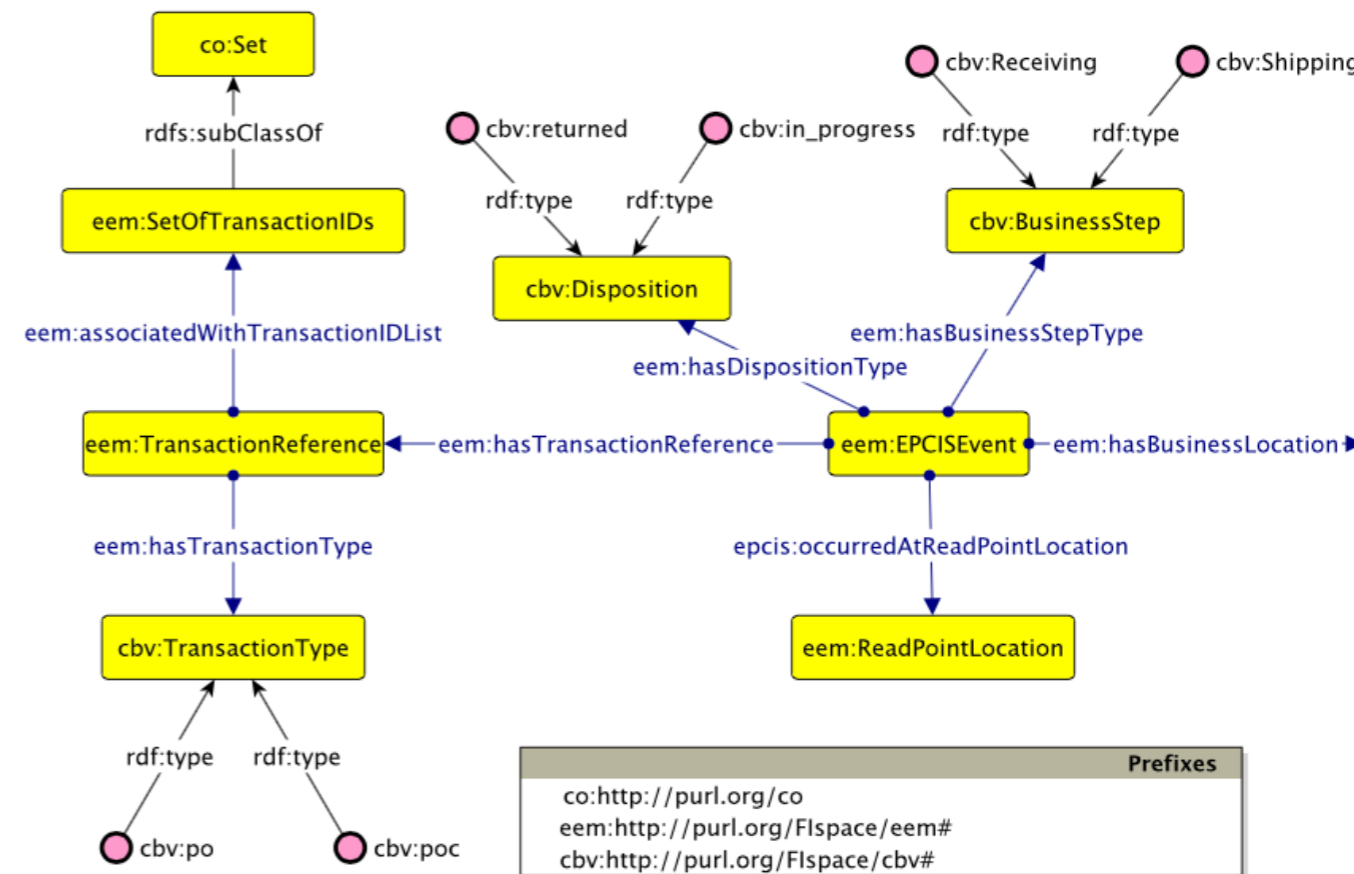 co:Set
cbv:Receiving
cbv:Shipping
rdfs:subClassOf
cbv:returned
cbv:in_progress
rdf:type
rdf:type
rdf:type
rdf:type
eem:SetOfTransactionIDs
cbv:BusinessStep
cbv:Disposition
eem:associatedWithTransactionIDList
eem:hasBusinessStepType
eem:hasDispositionType
eem:TransactionReference
eem:hasTransactionReference
eem:EPCISEvent
eem:hasBusinessLocation
eem:hasTransactionType
epcis:occurredAtReadPointLocation
cbv:TransactionType
eem:ReadPointLocation
rdf:type
rdf:type
cbv:po
cbv:poc
Prefixes
co:http://purl.org/co
eem:http://purl.org/FIspace/eem#
cbv:http://purl.org/FIspace/cbv#